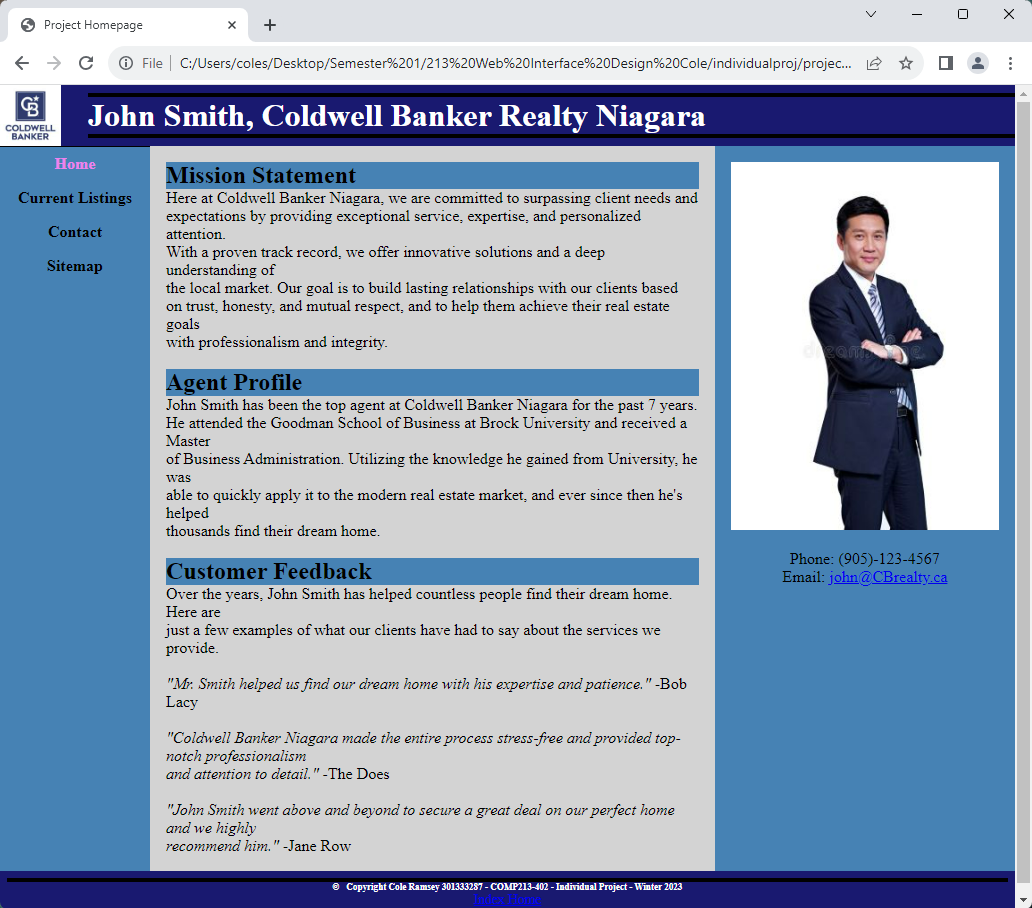 Project Homepage
File
C:/Users/coles/Desktop/Semester%201/213%20Web%20Interface%20Design%20Cole/individualproj/projec...
CB
COLDWELL
BANKER
John Smith, Coldwell Banker Realty Niagara
Home
Current Listings
Contact
Sitemap
Mission Statement
Here at Coldwell Banker Niagara, we are committed to surpassing client needs and
expectations by providing exceptional service, expertise, and personalized
attention.
With a proven track record, we offer innovative solutions and a deep
understanding of
the local market. Our goal is to build lasting relationships with our clients based
on trust, honesty, and mutual respect, and to help them achieve their real estate
goals
with professionalism and integrity.
Agent Profile
John Smith has been the top agent at Coldwell Banker Niagara for the past 7 years.
He attended the Goodman School of Business at Brock University and received a
Master
of Business Administration. Utilizing the knowledge he gained from University, he
was
able to quickly apply it to the modern real estate market, and ever since then he's
helped
thousands find their dream home.
Customer Feedback
Over the years, John Smith has helped countless people find their dream home.
Here are
just a few examples of what our clients have had to say about the services we
provide.
"Mr. Smith helped us find our dream home with his expertise and patience." -Bob
Lacy
"Coldwell Banker Niagara made the entire process stress-free and provided top-
notch professionalism
and attention to detail." -The Does
"John Smith went above and beyond to secure a great deal on our perfect home
and we highly
recommend him." -Jane Row
dreamstime.
Phone: (905)-123-4567
Email: john@CBrealty.ca
© Copyright Cole Ramsey 301333287 - COMP213-402 - Individual Project - Winter 2023